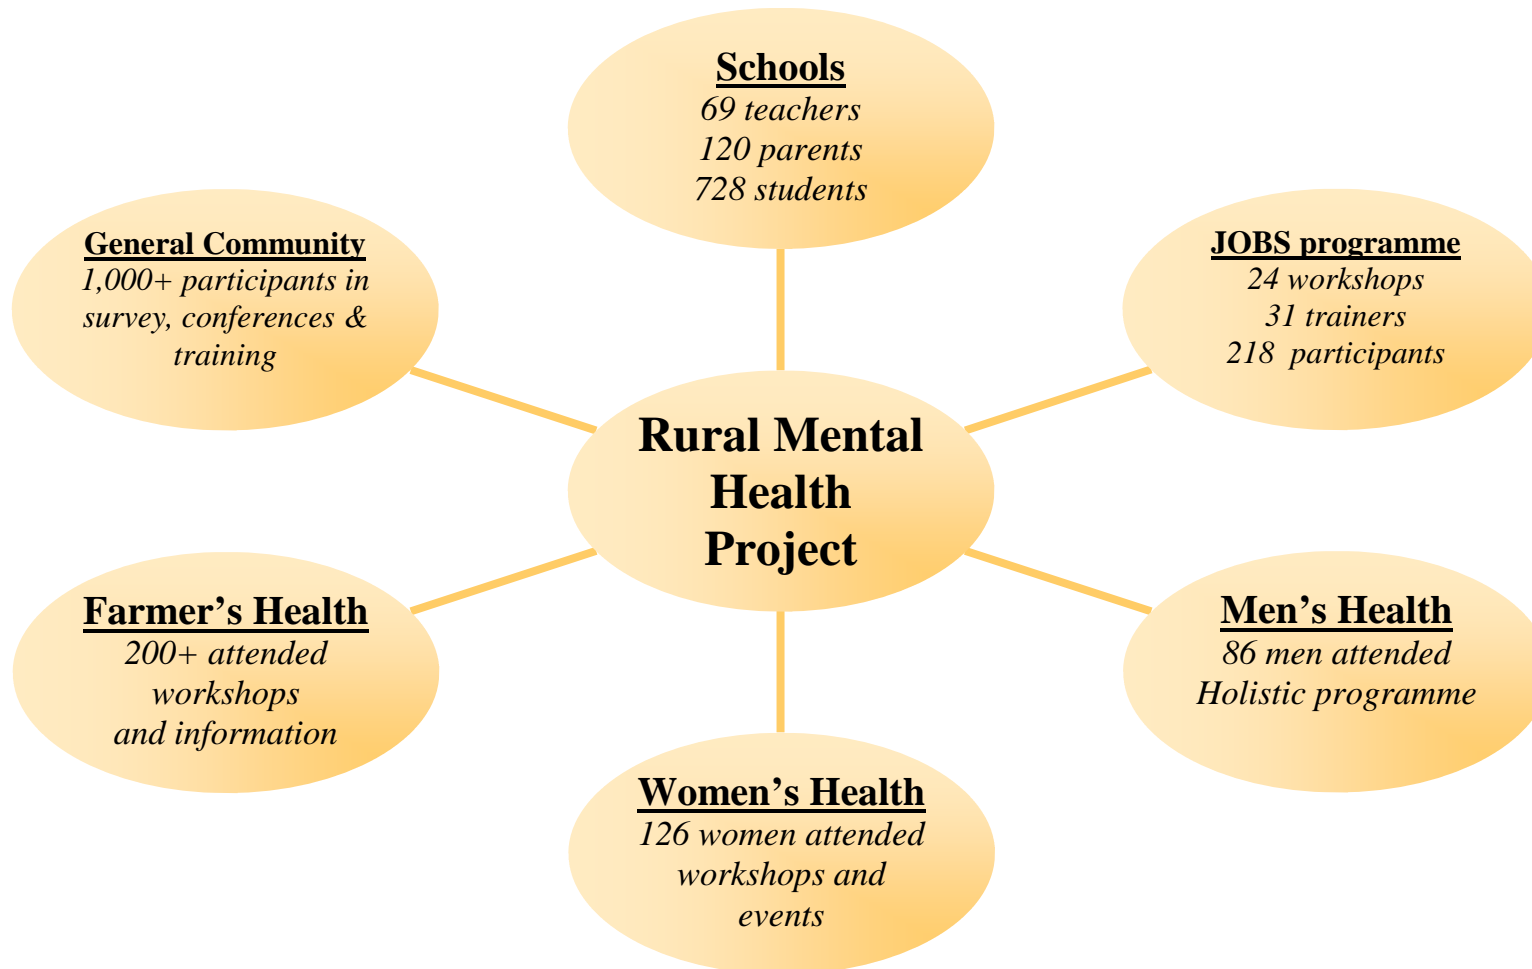 Schools
69 teachers
120 parents
728 students
General Community
1,000+ participants in
survey, conferences &
training
JOBS programme
24 workshops
31 trainers
218 participants
Rural Mental
Health
Project
Farmer’s Health
200+ attended
workshops
and information
Men’s Health
86 men attended
Holistic programme
Women’s Health
126 women attended
workshops and
events